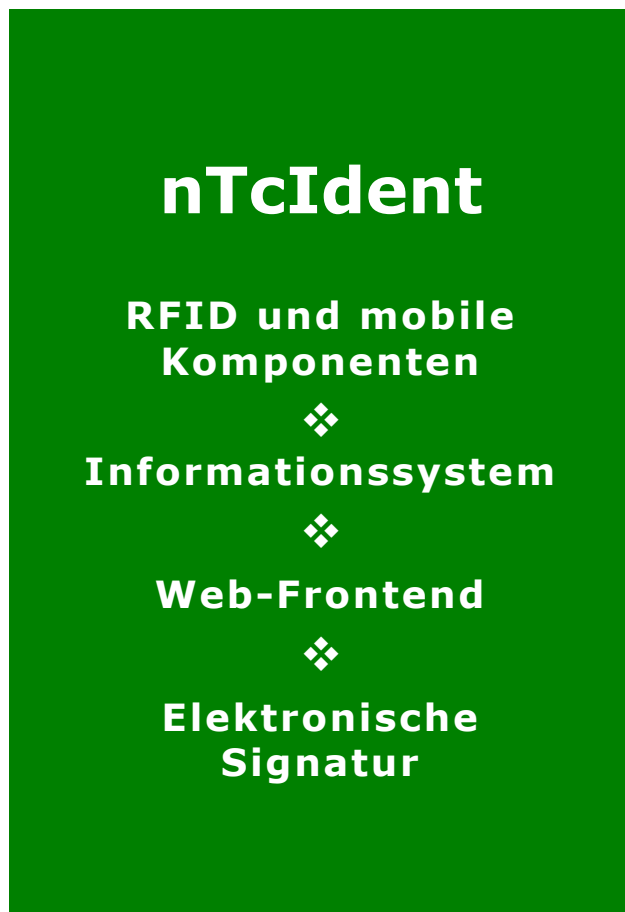 nTcIdent
RFID und mobile
Komponenten
❖
Informationssystem
❖
Web-Frontend
❖
Elektronische
Signatur